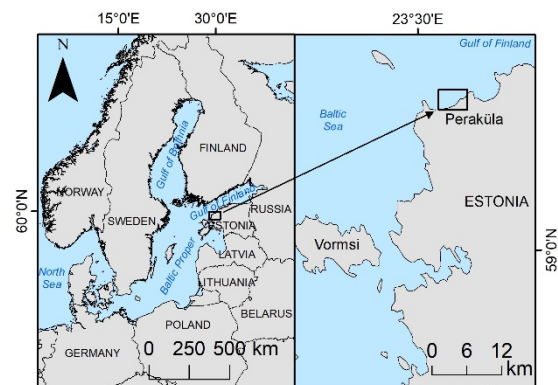 15°0'E
30°0'E
23°30'E
N
Gulf of Finland
Gulf of Bothnia
FINLAND
Baltic
Sea
Peraküla
NORWAY
SWEDEN
Gulf of Finland
RUSSIA
ESTONIA
ESTONIA
60°0'N
59°0'N
Vormsi
North
Sea
Baltic Proper
LATVIA
LITHUANIA
BELARUS
POLAND
GERMANY
0 250 500 km
0 6 12
km